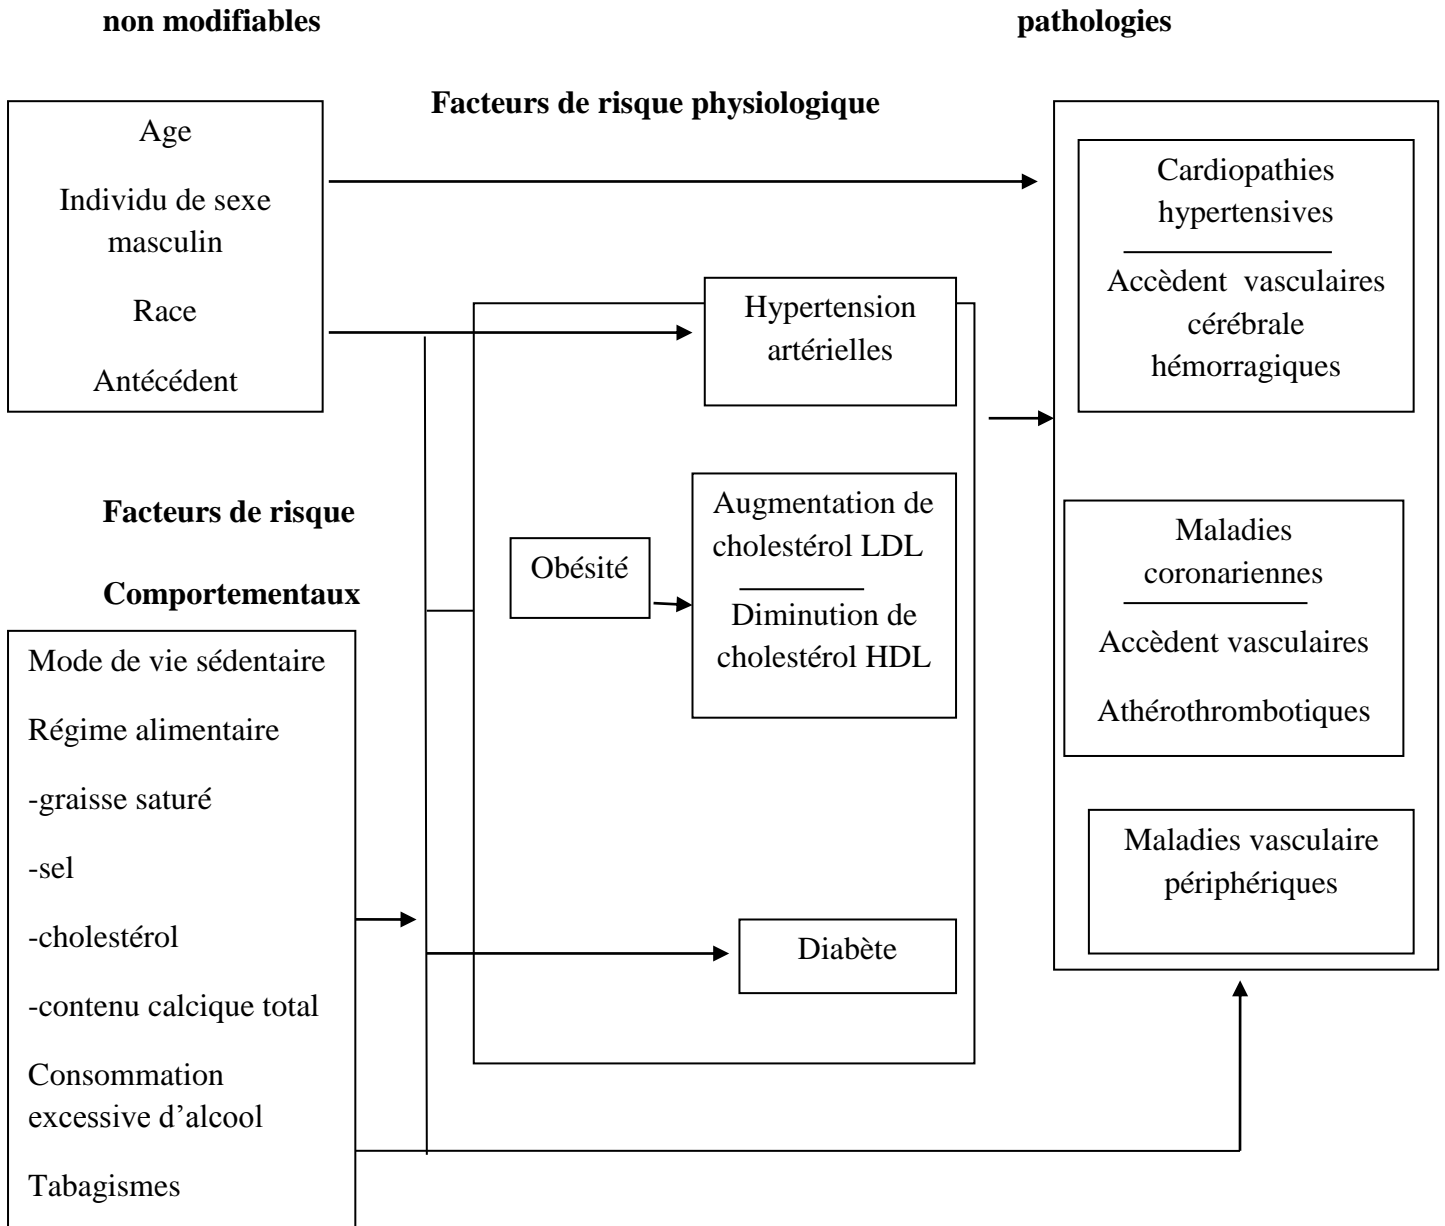 non modifiables
pathologies
Facteurs de risque physiologique
Age
Individu de sexe
masculin
Race
Antécédent
Cardiopathies
hypertensives
Accèdent vasculaires
cérébrale
hémorragiques
Hypertension
artérielles
Facteurs de risque
Comportementaux
Obésité
Augmentation de
cholestérol LDL
Diminution de
cholestérol HDL
Maladies
coronariennes
Accèdent vasculaires
Athérothrombotiques
Mode de vie sédentaire
Régime alimentaire
-graisse saturé
-sel
-cholestérol
-contenu calcique total
Consommation
excessive d’alcool
Tabagismes
Diabète
Maladies vasculaire
périphériques